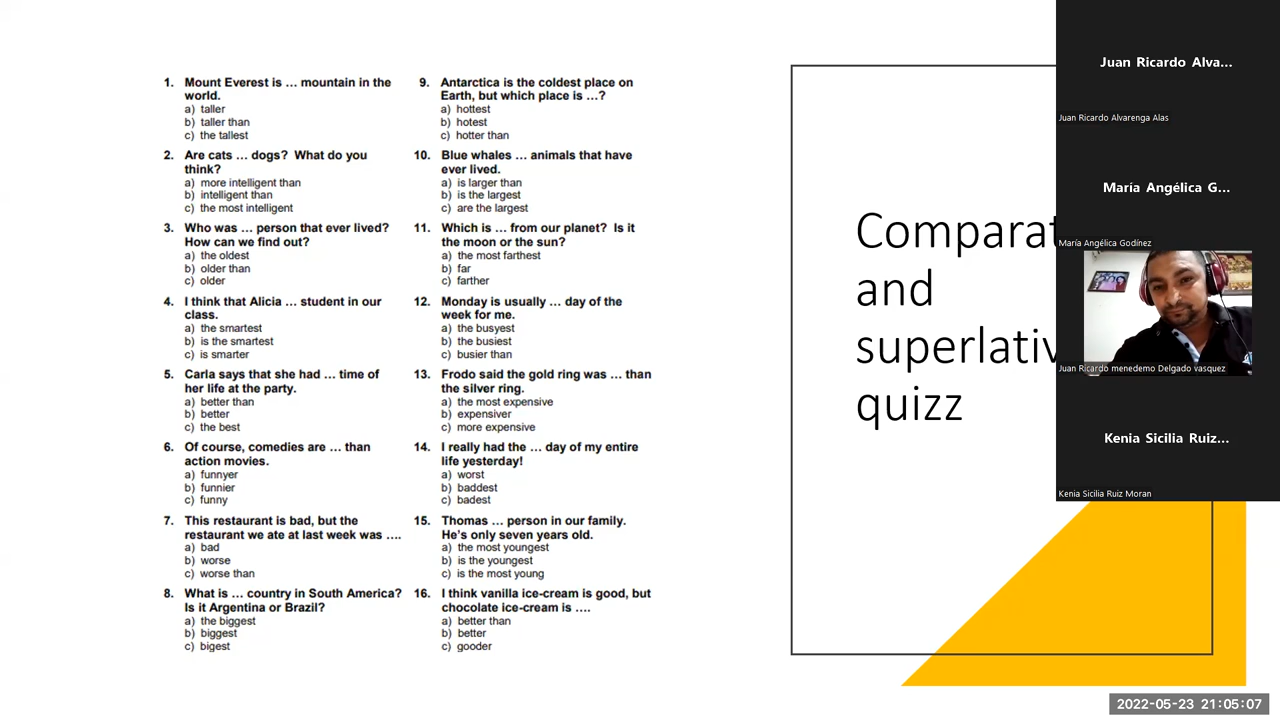 1. Mount Everest is … mountain in the
world.
a) taller
b) taller than
c) the tallest
2. Are cats … dogs? What do you
think?
a) more intelligent than
b) intelligent than
c) the most intelligent
3. Who was … person that ever lived?
How can we find out?
a) the oldest
b) older than
c) older
4. I think that Alicia … student in our
class.
a) the smartest
b) is the smartest
c) is smarter
5. Carla says that she had … time of
her life at the party.
a) better than
b) better
c) the best
6. Of course, comedies are … than
action movies.
a) funnyer
b) funnier
c) funny
7. This restaurant is bad, but the
restaurant we ate at last week was ….
a) bad
b) worse
c) worse than
8. What is … country in South America?
Is it Argentina or Brazil?
a) the biggest
b) biggest
c) bigest
9. Antarctica is the coldest place on
Earth, but which place is …?
a) hottest
b) hotest
c) hotter than
10. Blue whales … animals that have
ever lived.
a) is larger than
b) is the largest
c) are the largest
11. Which is … from our planet? Is it
the moon or the sun?
a) the most farthest
b) far
c) farther
12. Monday is usually … day of the
week for me.
a) the busyest
b) the busiest
c) busier than
13. Frodo said the gold ring was … than
the silver ring.
a) the most expensive
b) expensiver
c) more expensive
14. I really had the … day of my entire
life yesterday!
a) worst
b) baddest
c) badest
15. Thomas … person in our family.
He's only seven years old.
a) the most youngest
b) is the youngest
c) is the most young
16. I think vanilla ice-cream is good, but
chocolate ice-cream is ….
a) better than
b) better
c) gooder
Comparat
and
superlativ
quizz
Juan Ricardo Alva...
Juan Ricardo Alvarenga Alas
María Angélica G...
María Angélica Godínez
Juan Ricardo menedemo Delgado vasquez
Kenia Sicilia Ruiz...
Kenia Sicilia Ruiz Moran
2022-05-23 21:05:07